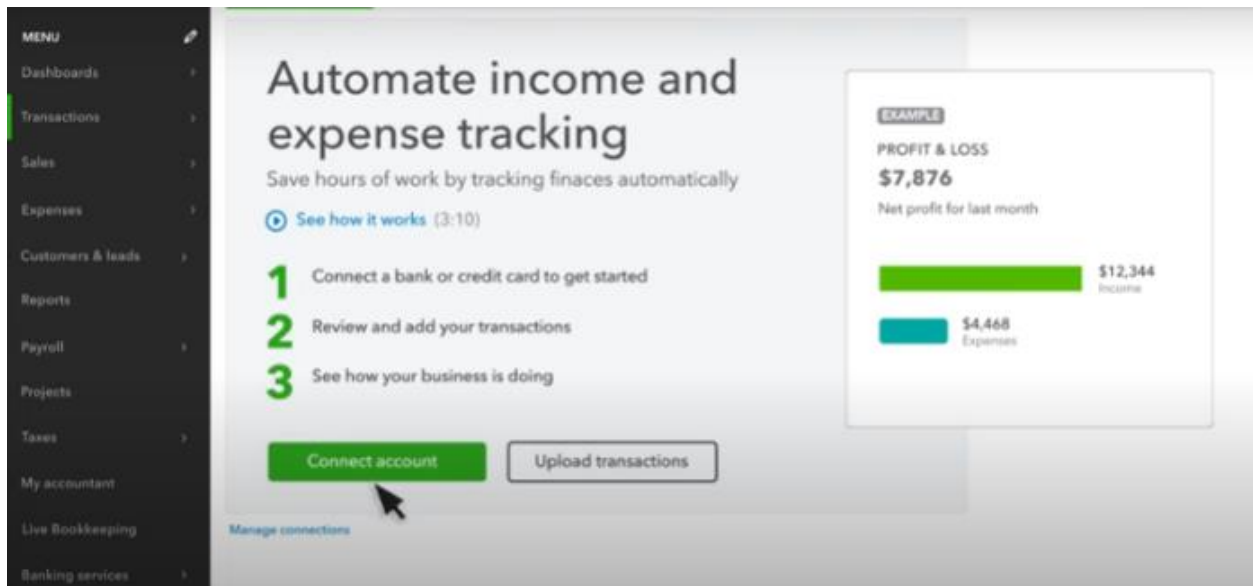 MENU
Dashboards
Transactions
Sales
Expenses
Customers & leads
Reports
Payroll
Projects
Taxes
My accountant
Live Bookkeeping
Banking services
Automate income and
expense tracking
Save hours of work by tracking finaces automatically
See how it works (3:10)
1 Connect a bank or credit card to get started
2 Review and add your transactions
3 See how your business is doing
Connect account
Upload transactions
Manage connections
EXAMPLE
PROFIT & LOSS
$7,876
Net profit for last month
$12,344
Income
$4,468
Expenses